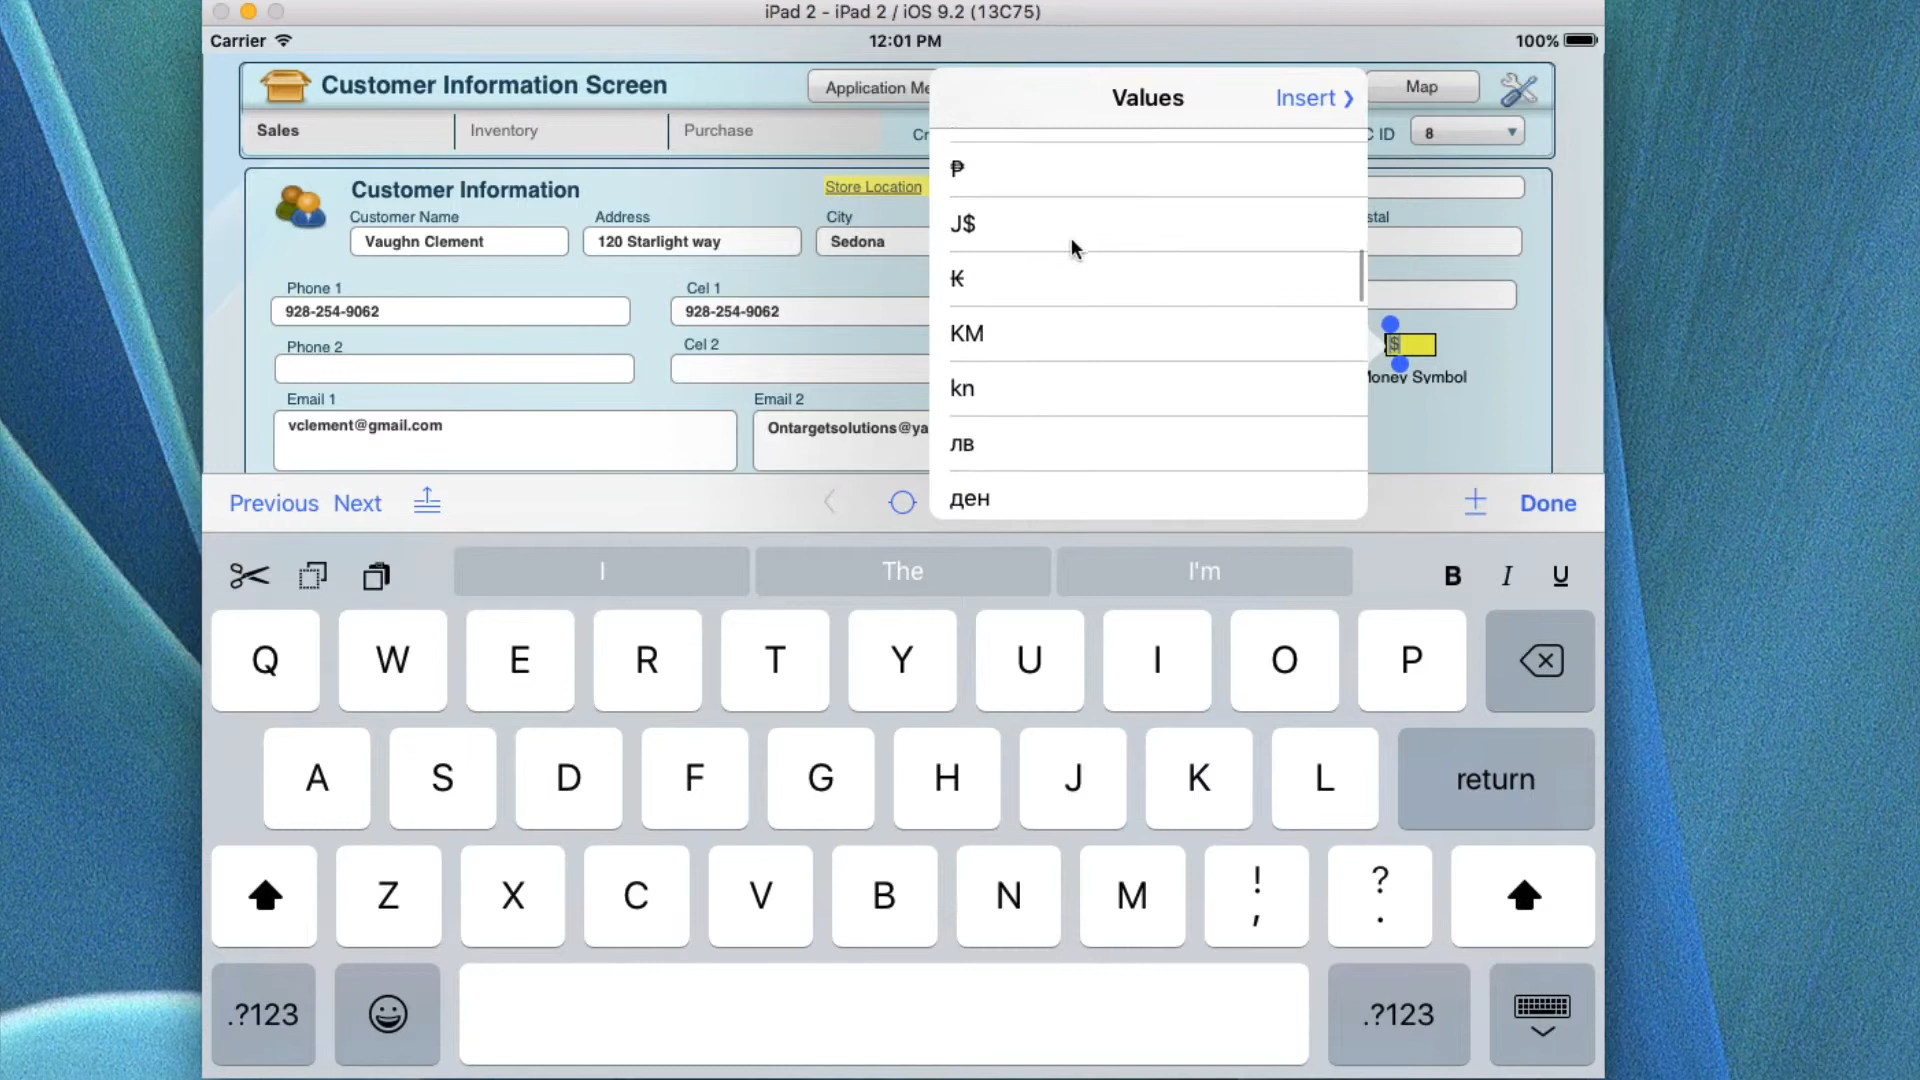 iPad 2 - iPad 2 / iOS 9.2 (13C75)
Carrier 12:01 PM 100%
Customer Information Screen
Application Me
Values
Insert ❯
Map
Sales
Inventory
Purchase
Cr
C ID
8
Customer Information
Store Location
Customer Name
Address
City
stal
Vaughn Clement
120 Starlight way
Sedona
Phone 1
Cel 1
928-254-9062
928-254-9062
Phone 2
Cel 2
Email 1
Email 2
vclement@gmail.com
Ontargetsolutions@ya
₱
J$
₭
KM
kn
лв
ден
$
Money Symbol
Previous Next
Done
I The I'm
B I U
Q W E R T Y U I O P
A S D F G H J K L return
Z X C V B N M ! , ? .
.?123 .?123